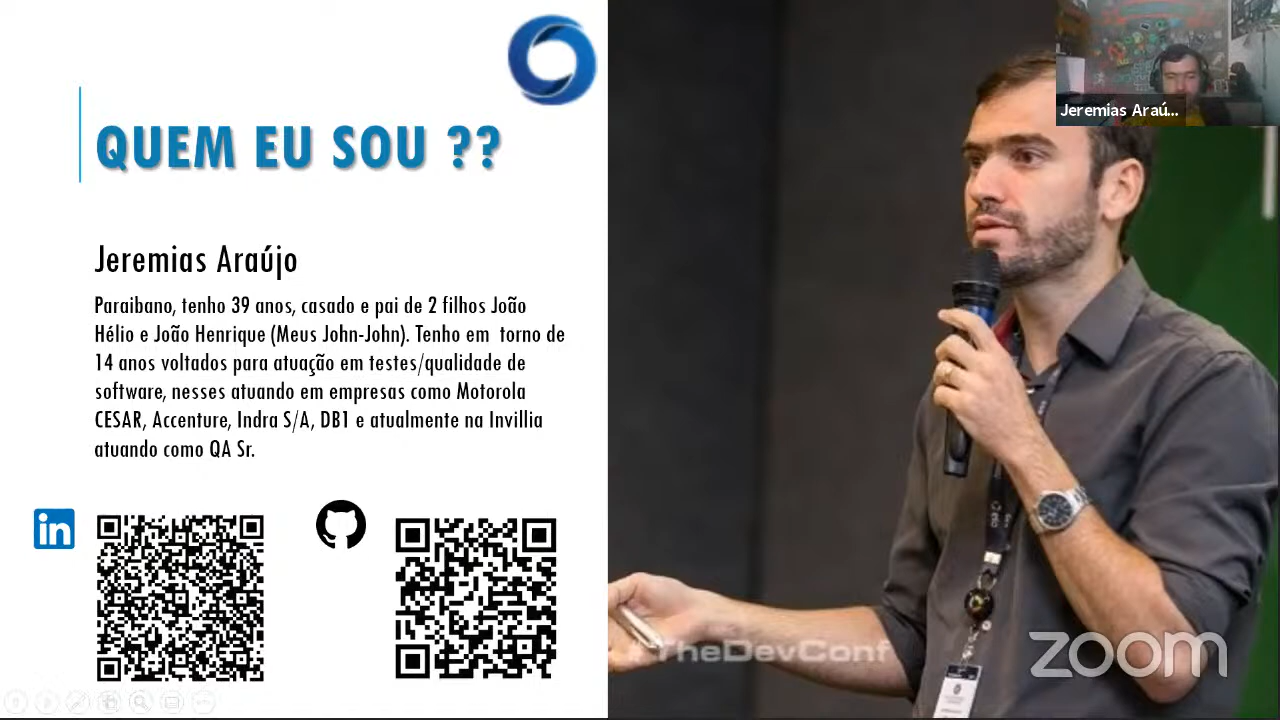 QUEM EU SOU ??
Jeremias Araújo
Paraibano, tenho 39 anos, casado e pai de 2 filhos João
Hélio e João Henrique (Meus John-John). Tenho em torno de
14 anos voltados para atuação em testes/qualidade de
software, nesses atuando em empresas como Motorola
CESAR, Accenture, Indra S/A, DB1 e atualmente na Invillia
atuando como QA Sr.
in
Jeremias Araú...
#TheDevConf
zoom